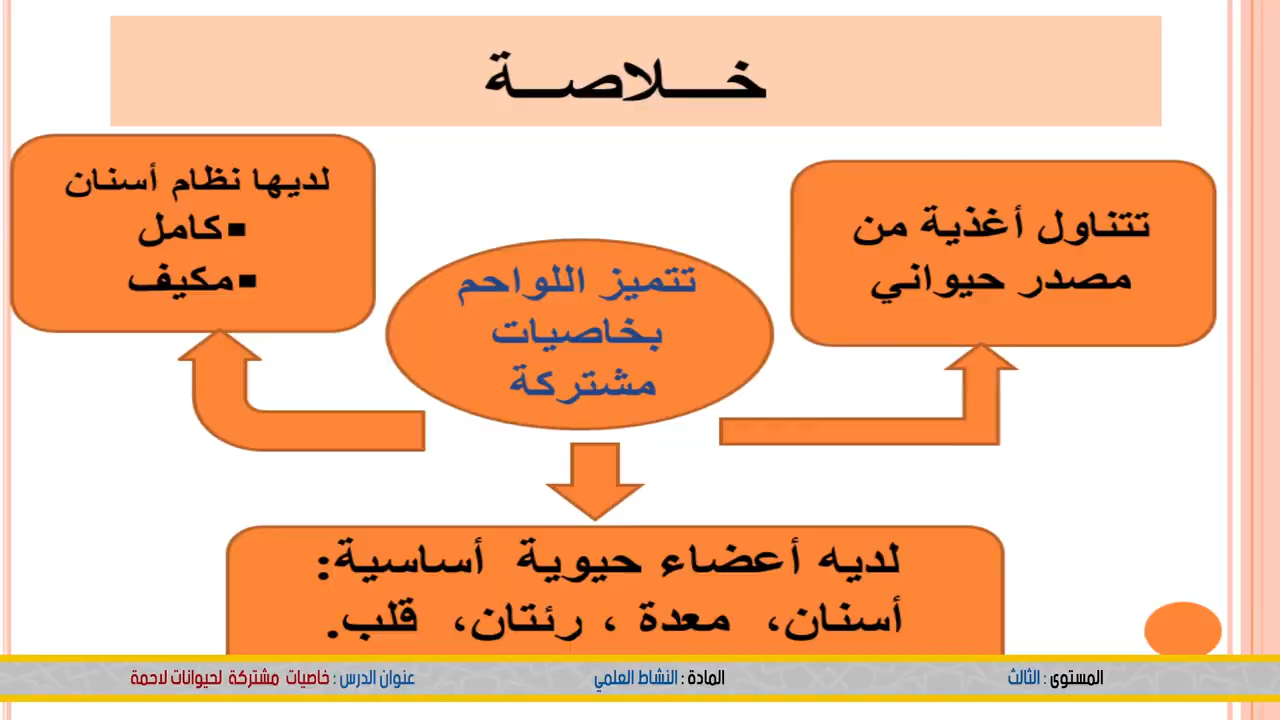 خـــلاصـــة
تتناول أغذية من
مصدر حيواني
لديها نظام أسنان
▪كامل
▪مكيف
تتميز اللواحم
بخاصيات
مشتركة
لديه أعضاء حيوية أساسية:
أسنان، معدة ، رئتان، قلب.
المستوى : الثالث
المادة : النشاط العلمي
عنوان الدرس : خاصيات مشتركة لحيوانات لاحمة